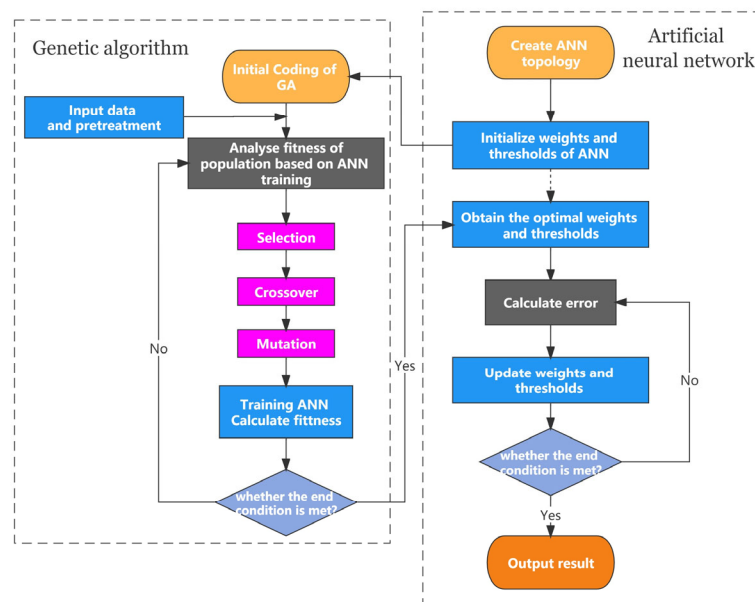 Genetic algorithm
Initial Coding of
GA
Input data
and pretreatment
Analyse fitness of
population based on ANN
training
Selection
Crossover
Mutation
No
Training ANN
Calculate fittness
whether the end
condition is met?
Yes
Artificial
neural network
Create ANN
topology
Initialize weights and
thresholds of ANN
Obtain the optimal weights
and thresholds
Calculate error
Update weights and
thresholds
No
whether the end
condition is met?
Yes
Output result